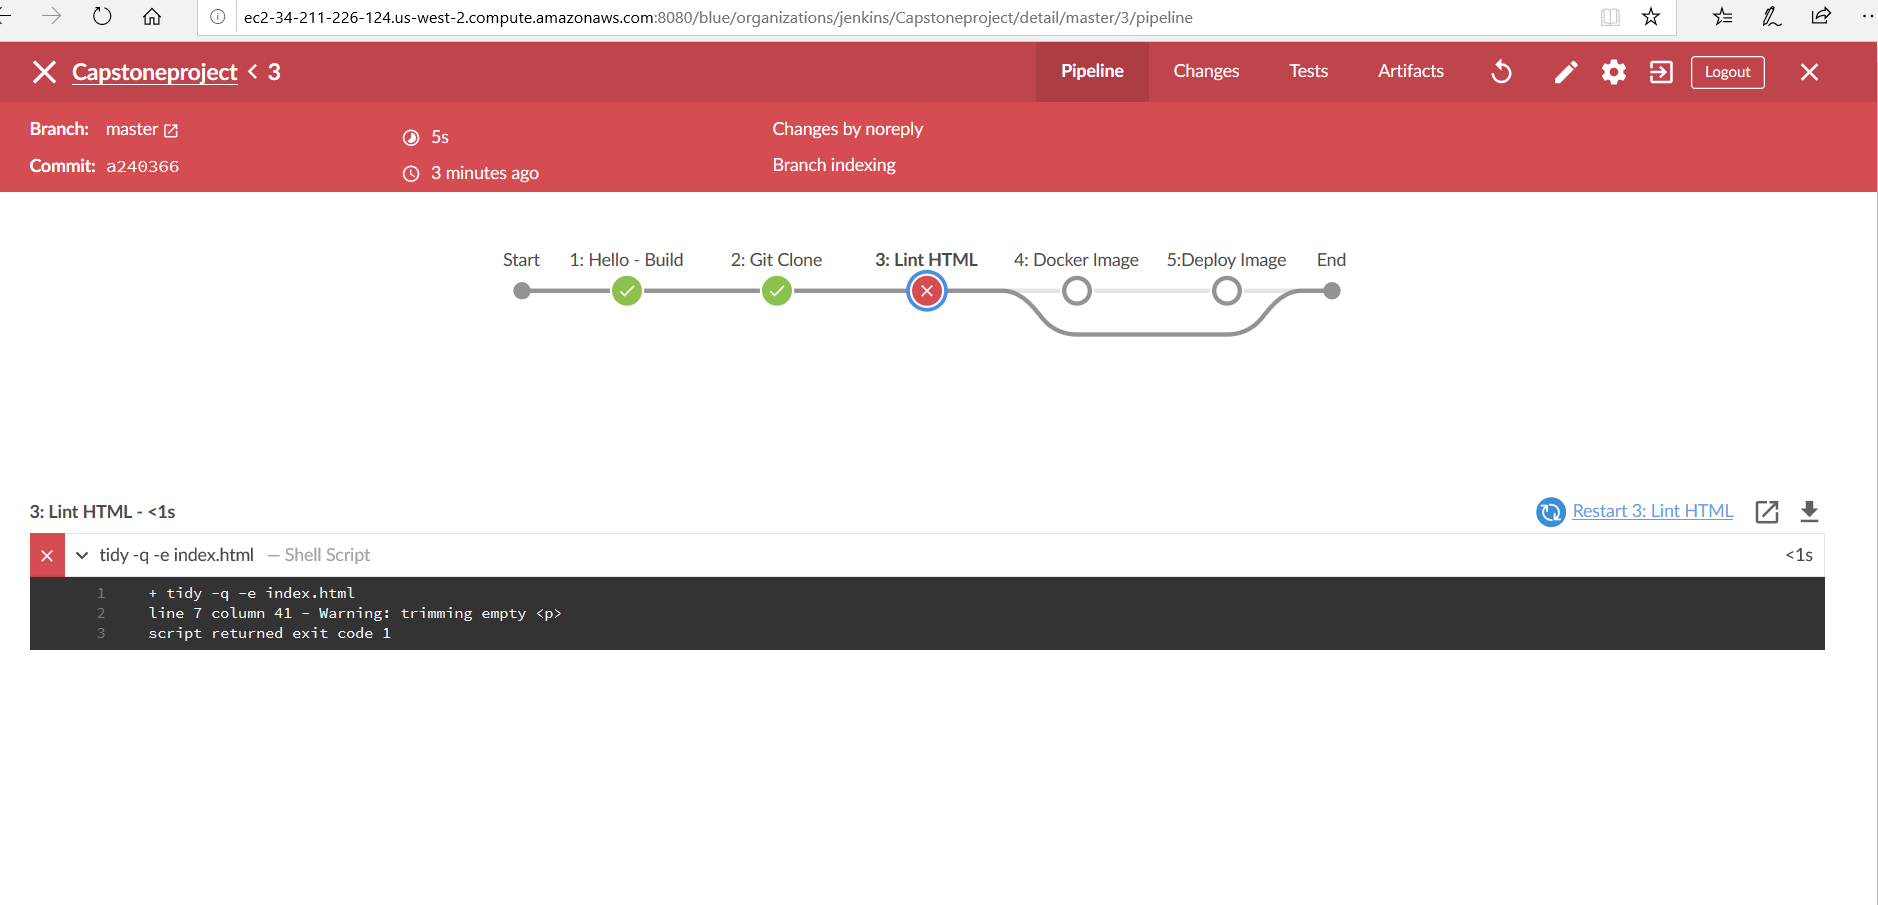 ec2-34-211-226-124.us-west-2.compute.amazonaws.com:8080/blue/organizations/jenkins/Capstoneproject/detail/master/3/pipeline
Capstoneproject < 3
Pipeline Changes Tests Artifacts Logout
Branch: master
5s
Changes by noreply
Commit: a240366
3 minutes ago
Branch indexing
Start 1: Hello - Build 2: Git Clone 3: Lint HTML 4: Docker Image 5:Deploy Image End
3: Lint HTML - <1s
Restart 3: Lint HTML
tidy -q -e index.html — Shell Script <1s
1 + tidy -q -e index.html
2 line 7 column 41 - Warning: trimming empty <p>
3 script returned exit code 1